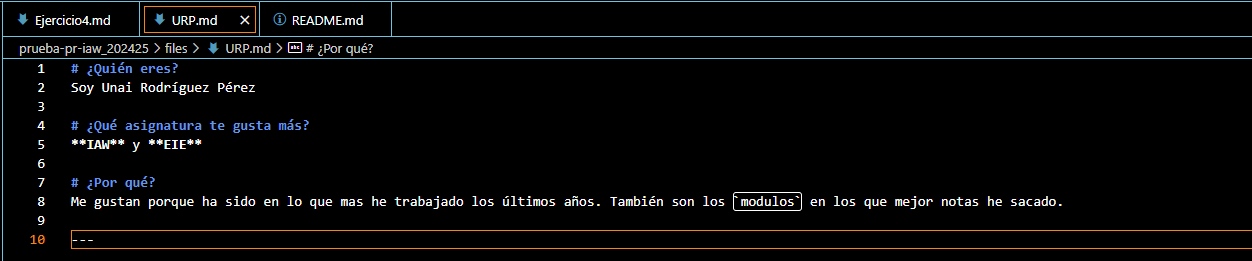 Ejercicio4.md URP.md README.md
prueba-pr-iaw_202425 > files > URP.md > # ¿Por qué?
1 # ¿Quién eres?
2 Soy Unai Rodríguez Pérez
3
4 # ¿Qué asignatura te gusta más?
5 **IAW** y **EIE**
6
7 # ¿Por qué?
8 Me gustan porque ha sido en lo que mas he trabajado los últimos años. También son los `modulos` en los que mejor notas he sacado.
9
10 ---